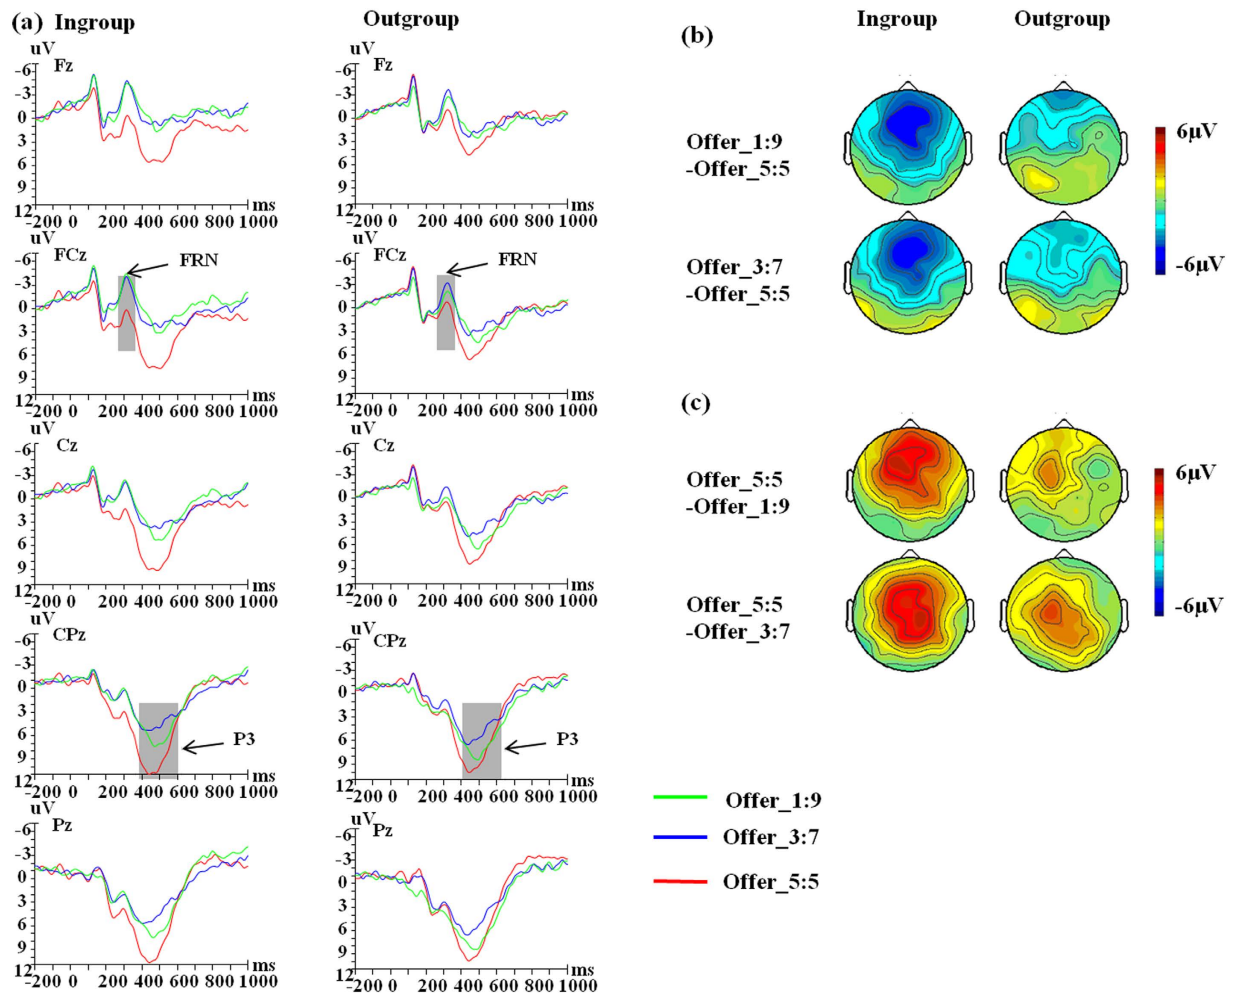 (a) Ingroup Outgroup
uV uV
Fz Fz
-6 -6
-3 -3
0 0
3 3
6 6
9 9
12 ms 12 ms
-200 0 200 400 600 800 1000 -200 0 200 400 600 800 1000
uV uV
FCz FCz
FRN FRN
-6 -6
-3 -3
0 0
3 3
6 6
9 9
12 ms 12 ms
-200 0 200 400 600 800 1000 -200 0 200 400 600 800 1000
uV uV
Cz Cz
-6 -6
-3 -3
0 0
3 3
6 6
9 9
12 ms 12 ms
-200 0 200 400 600 800 1000 -200 0 200 400 600 800 1000
uV uV
CPz CPz
-6 -6
-3 -3
0 0
3 3
P3 P3
6 6
9 9
12 ms 12 ms
-200 0 200 400 600 800 1000 -200 0 200 400 600 800 1000
uV uV
Pz Pz
-6 -6
-3 -3
0 0
3 3
6 6
9 9
12 ms 12 ms
-200 0 200 400 600 800 1000 -200 0 200 400 600 800 1000
(b) Ingroup Outgroup
Offer_1:9
-Offer_5:5
Offer_3:7
-Offer_5:5
6μV
-6μV
(c)
Offer_5:5
-Offer_1:9
Offer_5:5
-Offer_3:7
6μV
-6μV
Offer_1:9
Offer_3:7
Offer_5:5